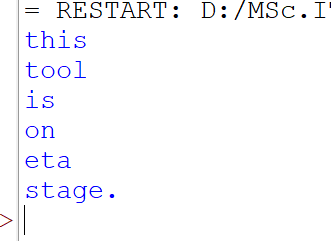 = RESTART: D:/MSc.I
this
tool
is
on
eta
stage.
>